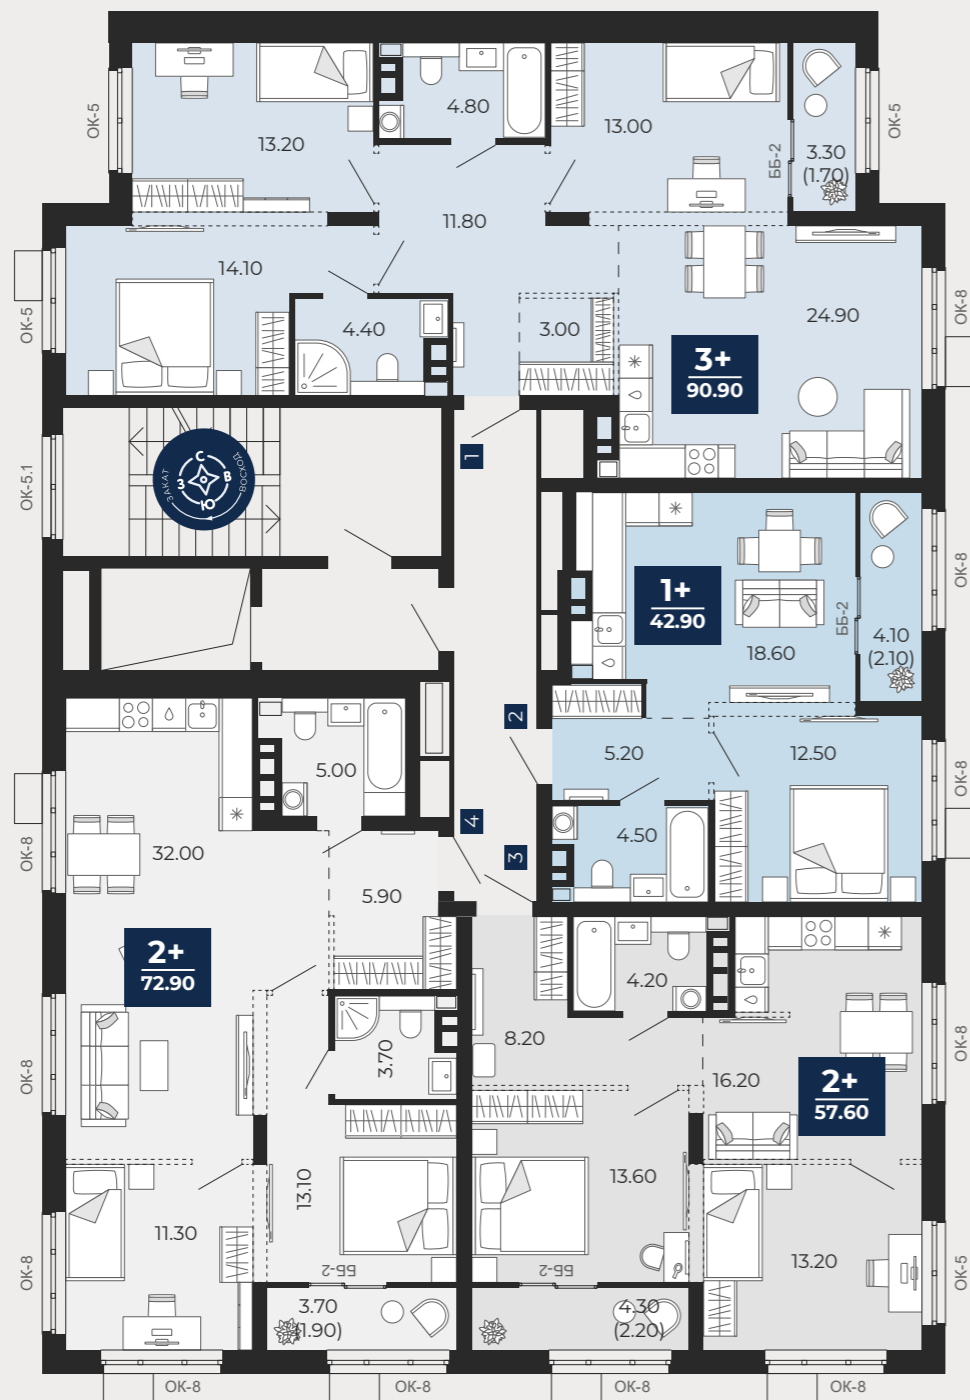 ОК-5
13.20
4.80
13.00
ББ-2
3.30
(1.70)
ОК-5
11.80
14.10
ОК-5
4.40
3.00
24.90
ОК-8
3+
90.90
1
С
З
В
Ю
ЗАКАТ
ВОСХОД
ОК-5.1
1+
42.90
18.60
ББ-2
4.10
(2.10)
ОК-8
2
5.20
12.50
ОК-8
5.00
4
3
4.50
32.00
ОК-8
5.90
2+
72.90
4.20
8.20
ОК-8
3.70
16.20
2+
57.60
ОК-8
13.10
13.60
11.30
13.20
ОК-8
ББ-2
ББ-2
ОК-5
3.70
(1.90)
4.30
(2.20)
ОК-8
ОК-8
ОК-8
ОК-8